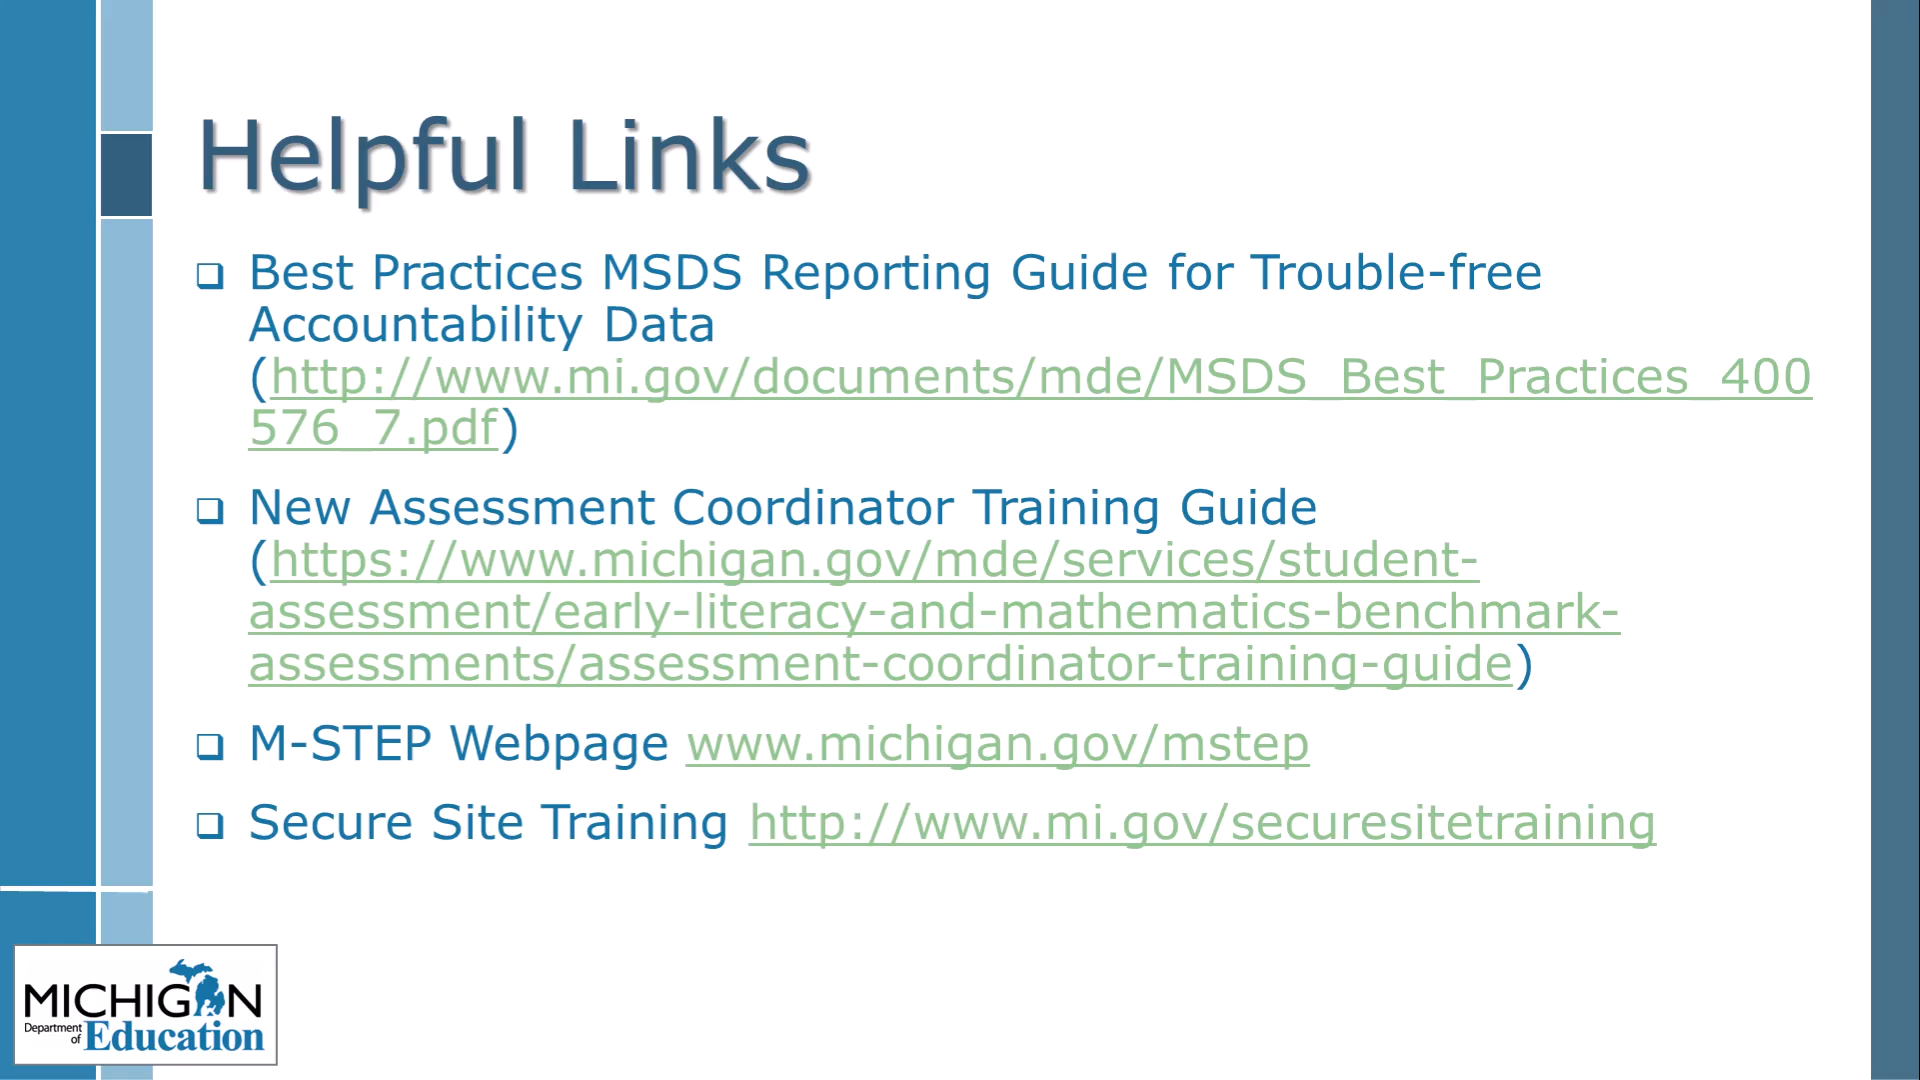 Helpful Links
Best Practices MSDS Reporting Guide for Trouble-free
Accountability Data
(http://www.mi.gov/documents/mde/MSDS_Best_Practices_400
576_7.pdf)
New Assessment Coordinator Training Guide
(https://www.michigan.gov/mde/services/student-
assessment/early-literacy-and-mathematics-benchmark-
assessments/assessment-coordinator-training-guide)
M-STEP Webpage www.michigan.gov/mstep
Secure Site Training http://www.mi.gov/securesitetraining
MICHIGAN
Department
of Education